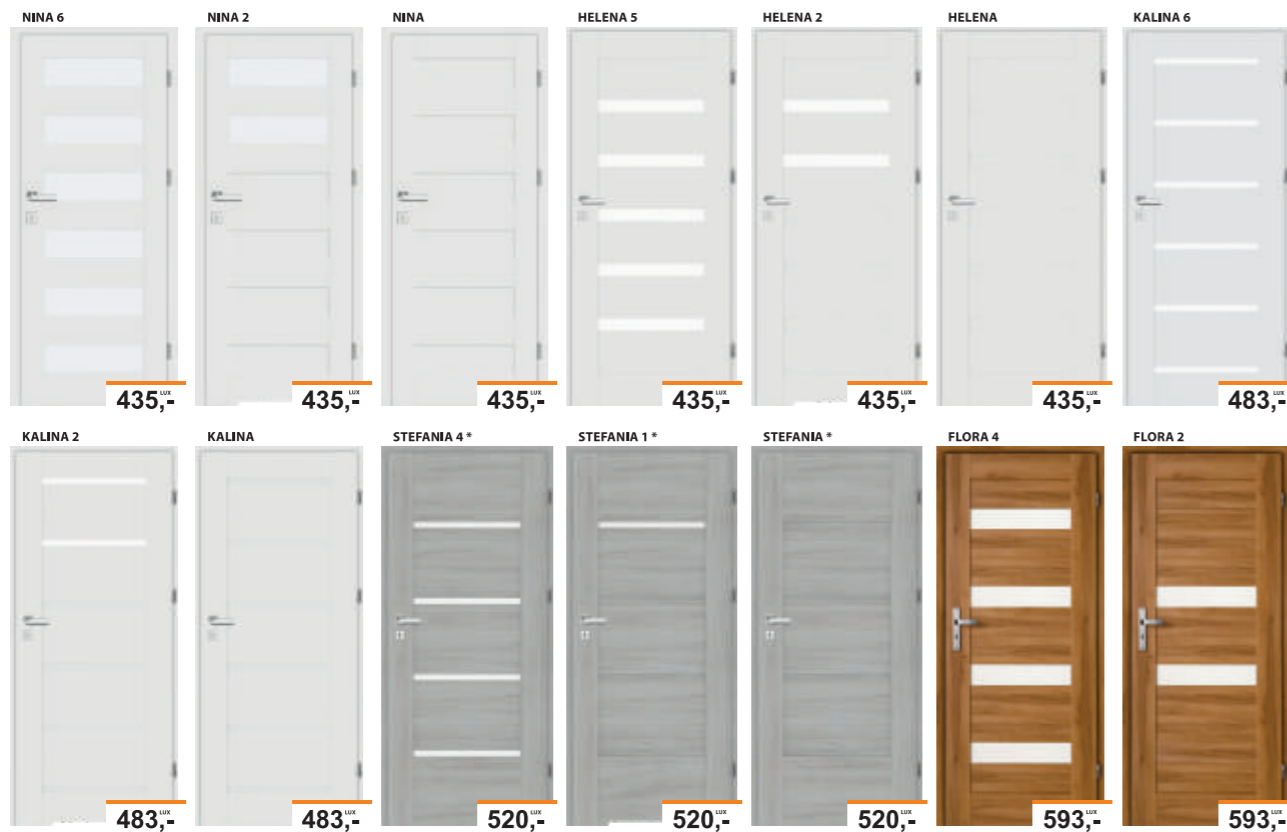 NINA 6 NINA 2 NINA HELENA 5 HELENA 2 HELENA KALINA 6
435,- LUX 435,- LUX 435,- LUX 435,- LUX 435,- LUX 435,- LUX 483,- LUX
KALINA 2 KALINA STEFANIA 4 * STEFANIA 1 * STEFANIA * FLORA 4 FLORA 2
483,- LUX 483,- LUX 520,- LUX 520,- LUX 520,- LUX 593,- LUX 593,- LUX